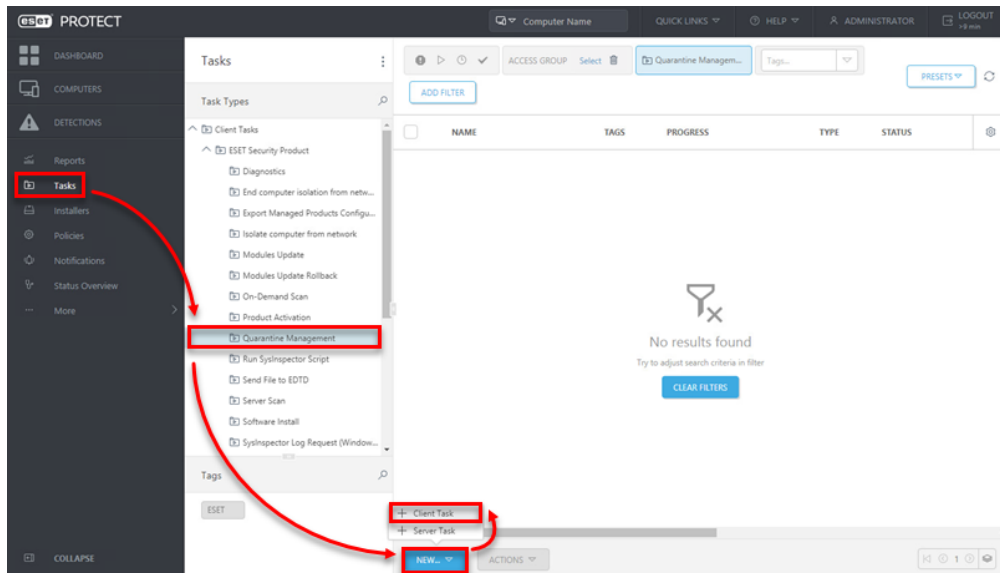 eset PROTECT
Computer Name
QUICK LINKS
HELP
ADMINISTRATOR
LOGOUT
>9 min
DASHBOARD
COMPUTERS
DETECTIONS
Reports
Tasks
Installers
Policies
Notifications
Status Overview
More
COLLAPSE
Tasks
Task Types
Client Tasks
ESET Security Product
Diagnostics
End computer isolation from netw...
Export Managed Products Configu...
Isolate computer from network
Modules Update
Modules Update Rollback
On-Demand Scan
Product Activation
Quarantine Management
Run SysInspector Script
Send File to EDTD
Server Scan
Software Install
SysInspector Log Request (Window...
Tags
ESET
ACCESS GROUP Select
Quarantine Managem...
Tags...
PRESETS
ADD FILTER
NAME TAGS PROGRESS TYPE STATUS
No results found
Try to adjust search criteria in filter
CLEAR FILTERS
Client Task
Server Task
NEW...
ACTIONS
1